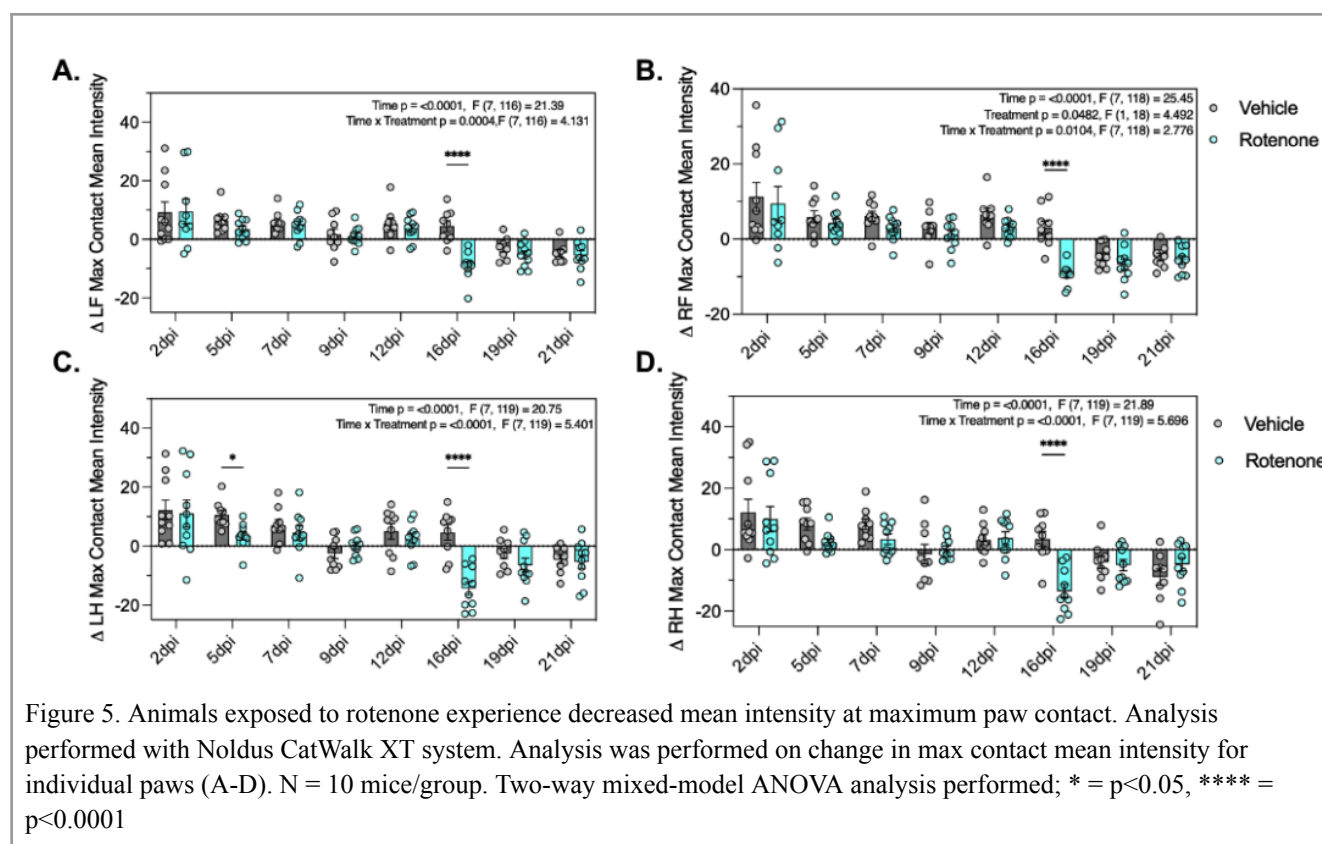 A.
Δ LF Max Contact Mean Intensity
40
20
0
-20
Time p = <0.0001, F (7, 116) = 21.39
Time x Treatment p = 0.0004,F (7, 116) = 4.131
****
2dpi
5dpi
7dpi
9dpi
12dpi
16dpi
19dpi
21dpi
B.
Δ RF Max Contact Mean Intensity
40
20
0
-20
Time p = <0.0001, F (7, 118) = 25.45
Treatment p = 0.0482, F (1, 18) = 4.492
Time x Treatment p = 0.0104, F (7, 118) = 2.776
****
2dpi
5dpi
7dpi
9dpi
12dpi
16dpi
19dpi
21dpi
Vehicle
Rotenone
C.
Δ LH Max Contact Mean Intensity
40
20
0
-20
Time p = <0.0001, F (7, 119) = 20.75
Time x Treatment p = <0.0001, F (7, 119) = 5.401
*
****
2dpi
5dpi
7dpi
9dpi
12dpi
16dpi
19dpi
21dpi
D.
Δ RH Max Contact Mean Intensity
40
20
0
-20
Time p = <0.0001, F (7, 119) = 21.89
Time x Treatment p = <0.0001, F (7, 119) = 5.696
****
2dpi
5dpi
7dpi
9dpi
12dpi
16dpi
19dpi
21dpi
Vehicle
Rotenone
Figure 5. Animals exposed to rotenone experience decreased mean intensity at maximum paw contact. Analysis
performed with Noldus CatWalk XT system. Analysis was performed on change in max contact mean intensity for
individual paws (A-D). N = 10 mice/group. Two-way mixed-model ANOVA analysis performed; * = p<0.05, **** =
p<0.0001